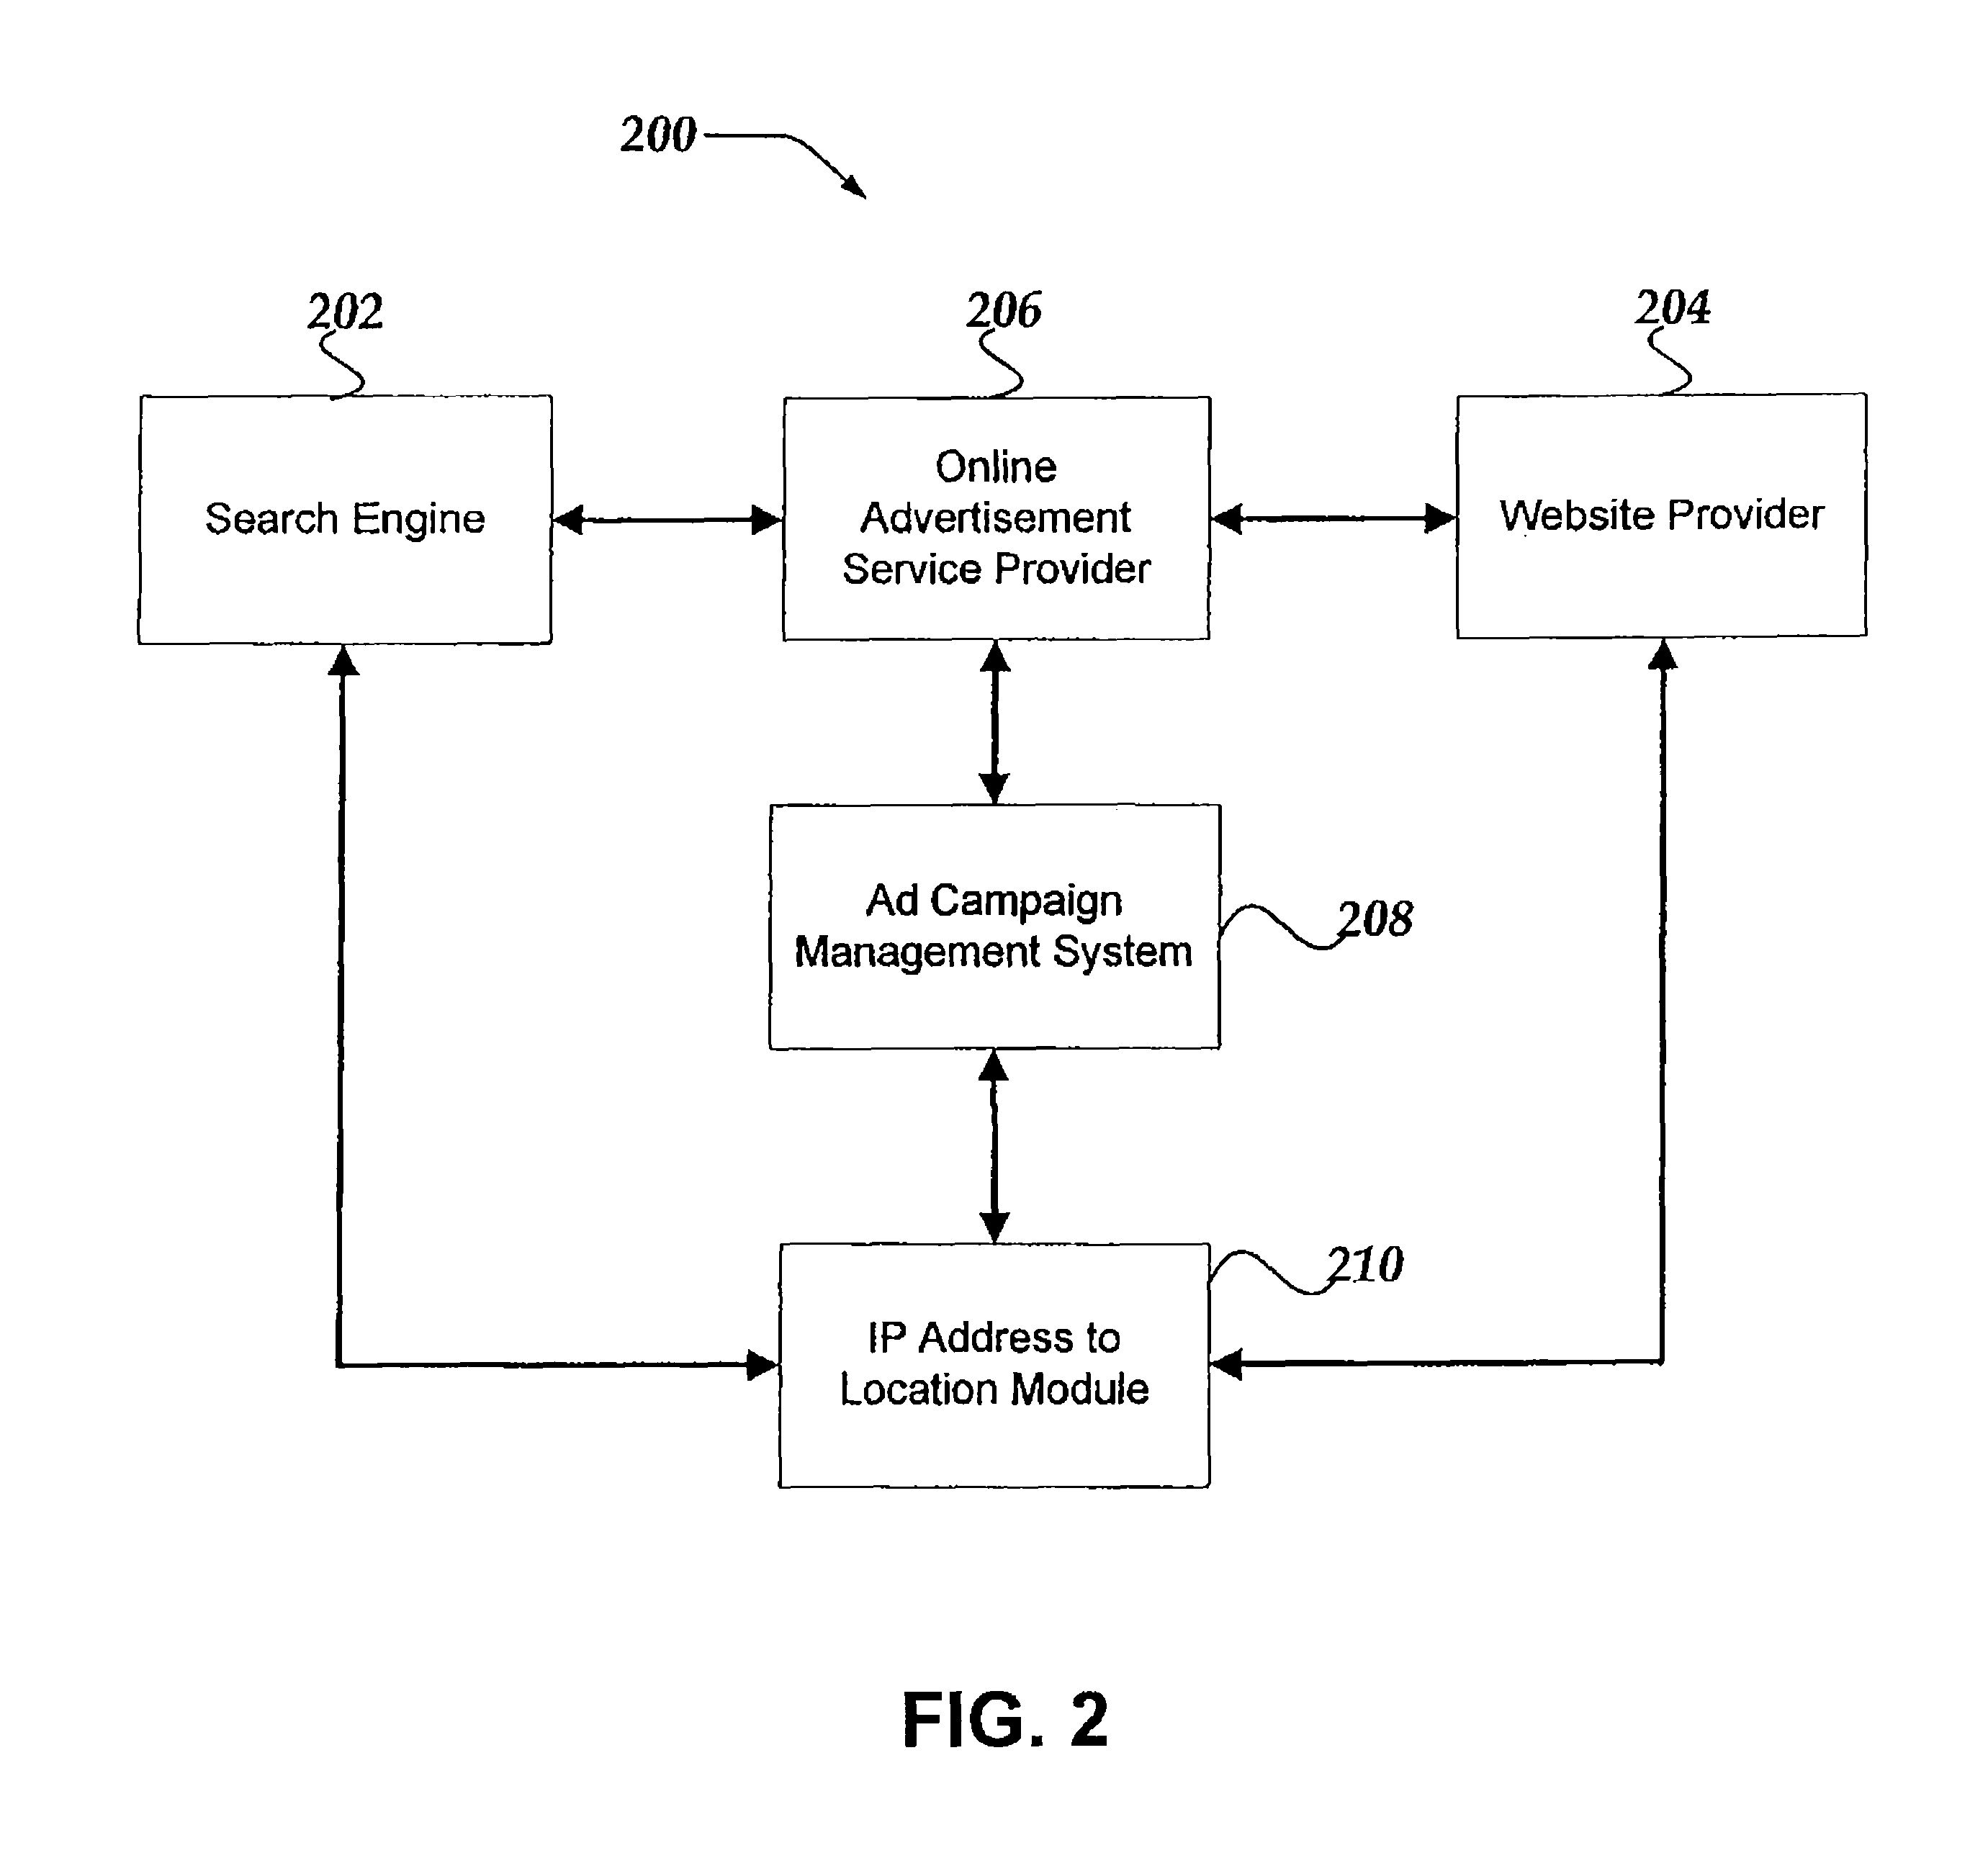 200
202
206
204
Search Engine
Online
Advertisement
Service Provider
Website Provider
Ad Campaign
Management System
208
210
IP Address to
Location Module
FIG. 2